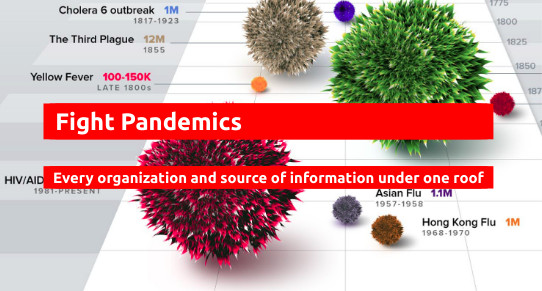 Cholera 6 outbreak 1M
1817-1923
1775
1800
The Third Plague 12M
1855
1825
1850
Yellow Fever 100-150K
LATE 1800s
187
Fight Pandemics
Every organization and source of information under one roof
HIV/AID
1981-PRESENT
Asian Flu 1.1M
1957-1958
Hong Kong Flu 1M
1968-1970